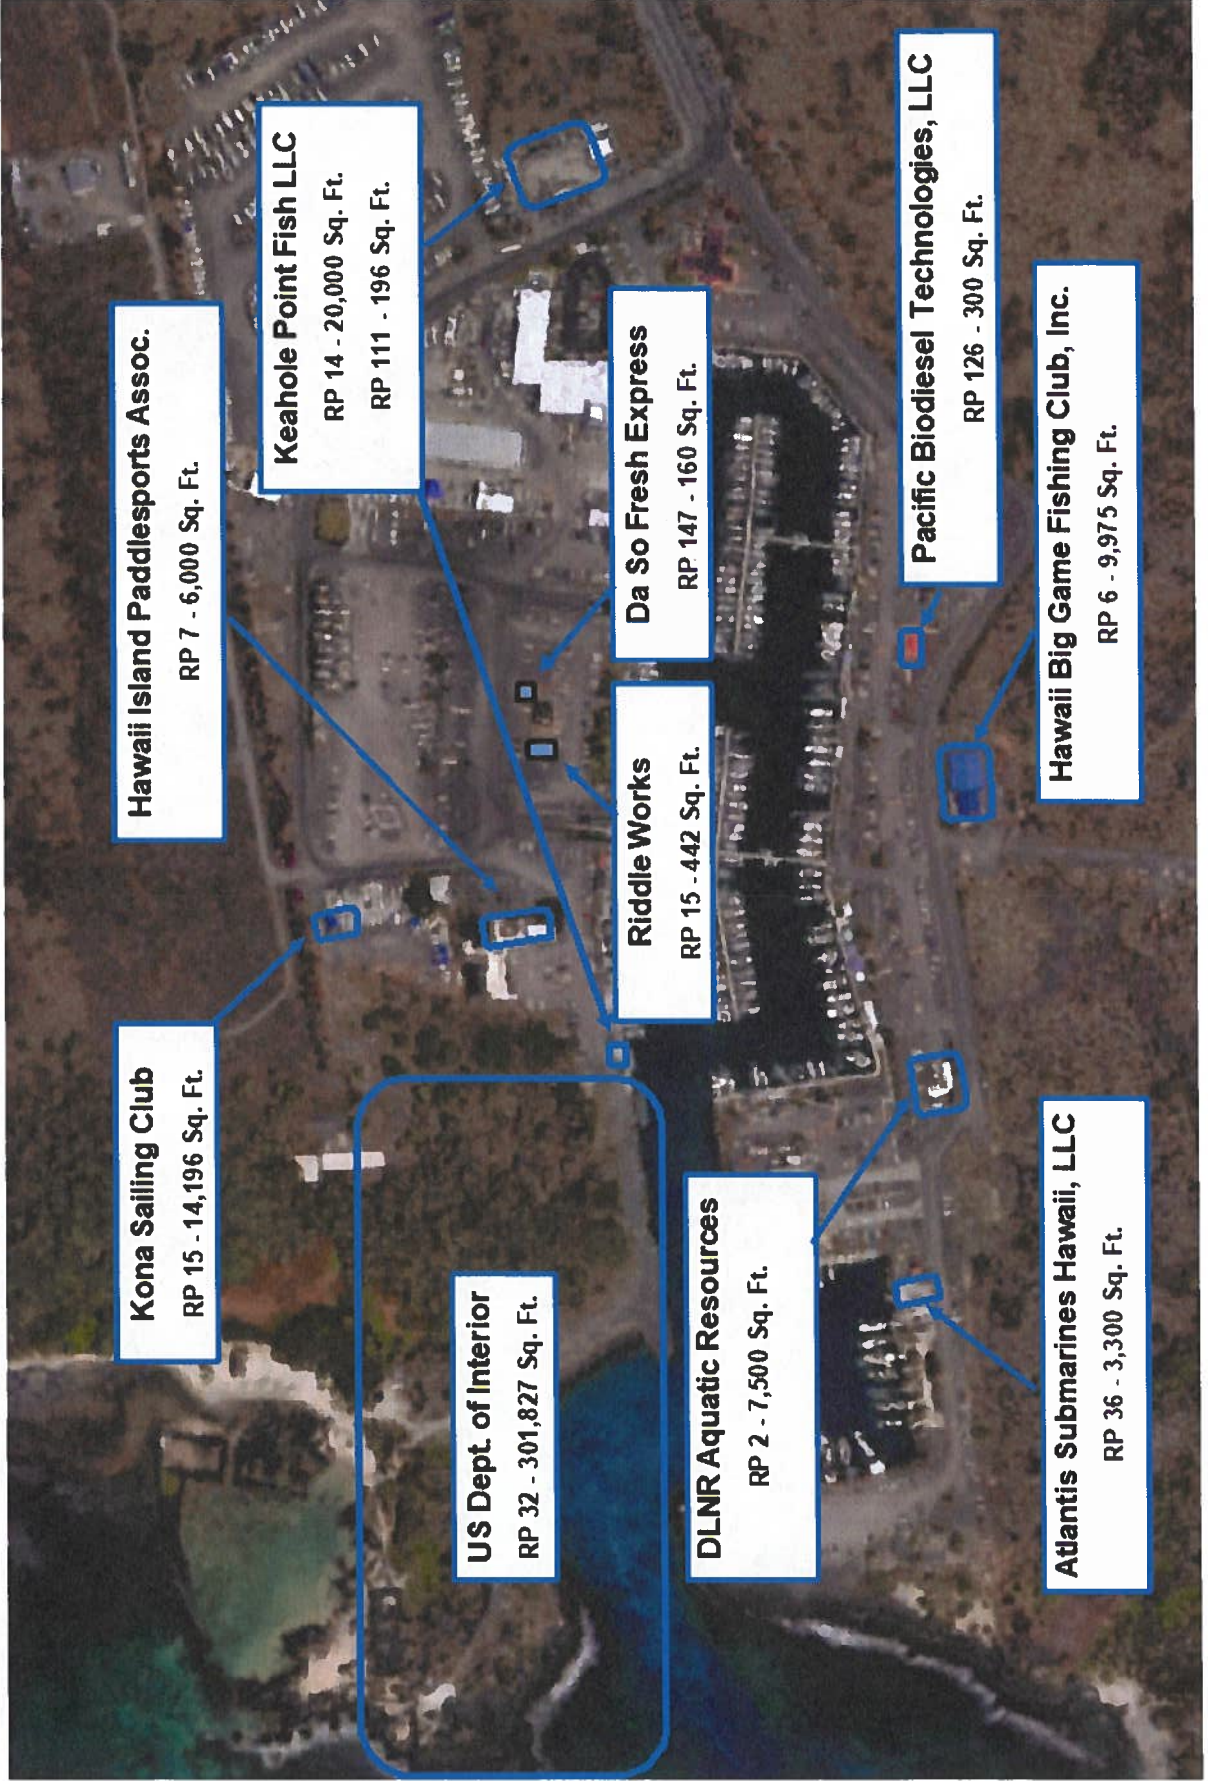 Kona Sailing Club
RP 15 - 14,196 Sq. Ft.
Hawaii Island Paddlesports Assoc.
RP 7 - 6,000 Sq. Ft.
Keahole Point Fish LLC
RP 14 - 20,000 Sq. Ft.
RP 111 - 196 Sq. Ft.
US Dept. of Interior
RP 32 - 301,827 Sq. Ft.
Riddle Works
RP 15 - 442 Sq. Ft.
Da So Fresh Express
RP 147 - 160 Sq. Ft.
DLNR Aquatic Resources
RP 2 - 7,500 Sq. Ft.
Pacific Biodiesel Technologies, LLC
RP 126 - 300 Sq. Ft.
Atlantis Submarines Hawaii, LLC
RP 36 - 3,300 Sq. Ft.
Hawaii Big Game Fishing Club, Inc.
RP 6 - 9,975 Sq. Ft.